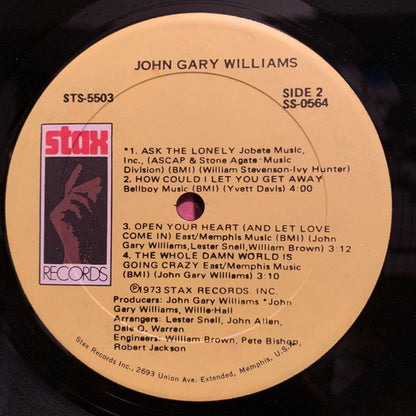 JOHN GARY WILLIAMS
STS-5503
SIDE 2
SS-0564
stax
RECORDS
*1. ASK THE LONELY Jobete Music,
Inc., (ASCAP & Stone Agate-Music
Division) (BMI) (William Stevenson-Ivy Hunter)
2. HOW COULD I LET YOU GET AWAY
Bellboy Music (BMI) (Yvett Davis) 4:00
3. OPEN YOUR HEART (AND LET LOVE
COME IN) East/Memphis Music (BMI) (John
Gary Williams,Lester Snell,William Brown) 3:12
4. THE WHOLE DAMN WORLD IS
GOING CRAZY East/Memphis Music
(BMI) (John Gary Williams) 3:10
Ⓟ1973 STAX RECORDS, INC.
Producers: John Gary Williams *John
Gary Williams, Willie-Hall
Arrangers: Lester Snell, John Allen,
Dale O. Warren
Engineers: William Brown, Pete Bishop,
Robert Jackson
Stax Records Inc., 2693 Union Ave. Extended, Memphis, U.S.A.